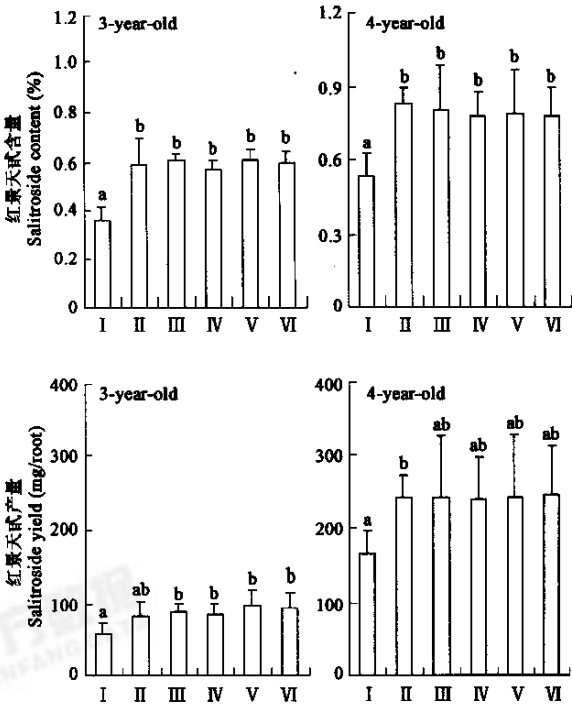 3-year-old
红景天甙含量
Salitroside content (%)
1.2
1.0
0.8
0.6
0.4
0.2
0
a
b
b
b
b
b
I
II
III
IV
V
VI
4-year-old
1.2
0.9
0.6
0.3
0
a
b
b
b
b
b
I
II
III
IV
V
VI
3-year-old
红景天甙产量
Salitroside yield (mg/root)
400
300
200
100
0
a
ab
b
b
b
b
I
II
III
IV
V
VI
4-year-old
400
300
200
100
0
a
b
ab
ab
ab
ab
I
II
III
IV
V
VI